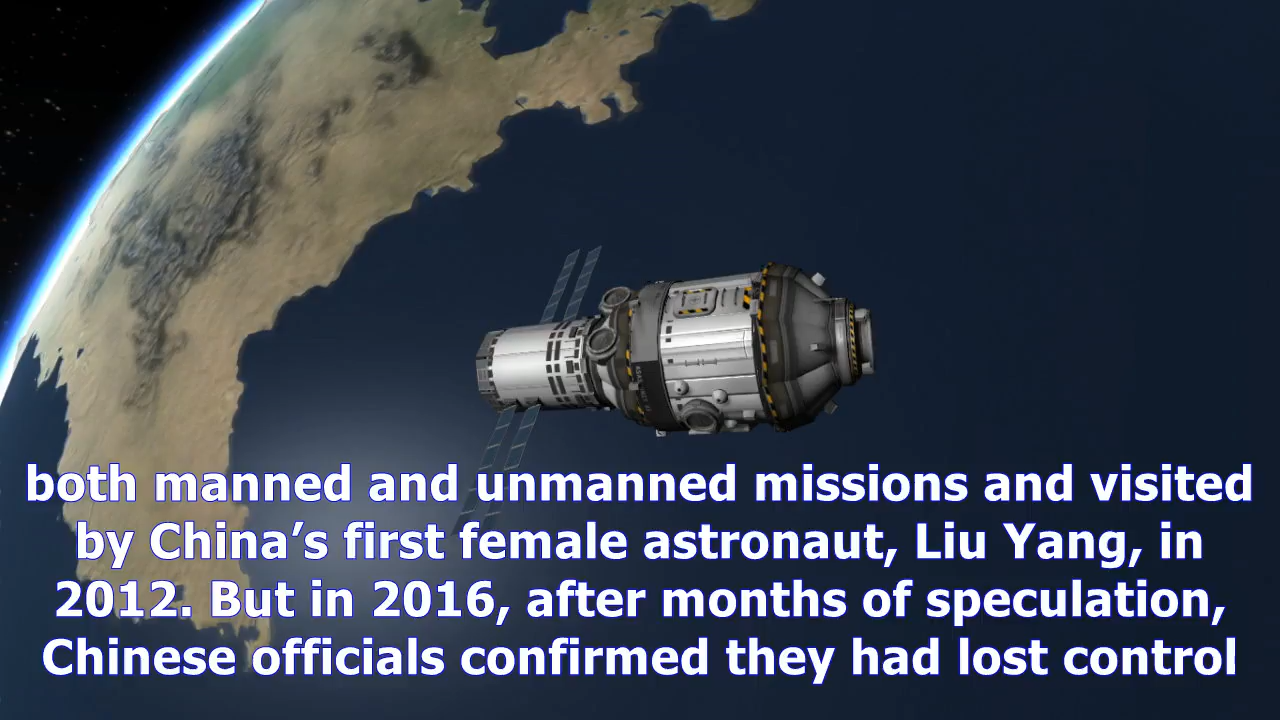 both manned and unmanned missions and visited
by China’s first female astronaut, Liu Yang, in
2012. But in 2016, after months of speculation,
Chinese officials confirmed they had lost control